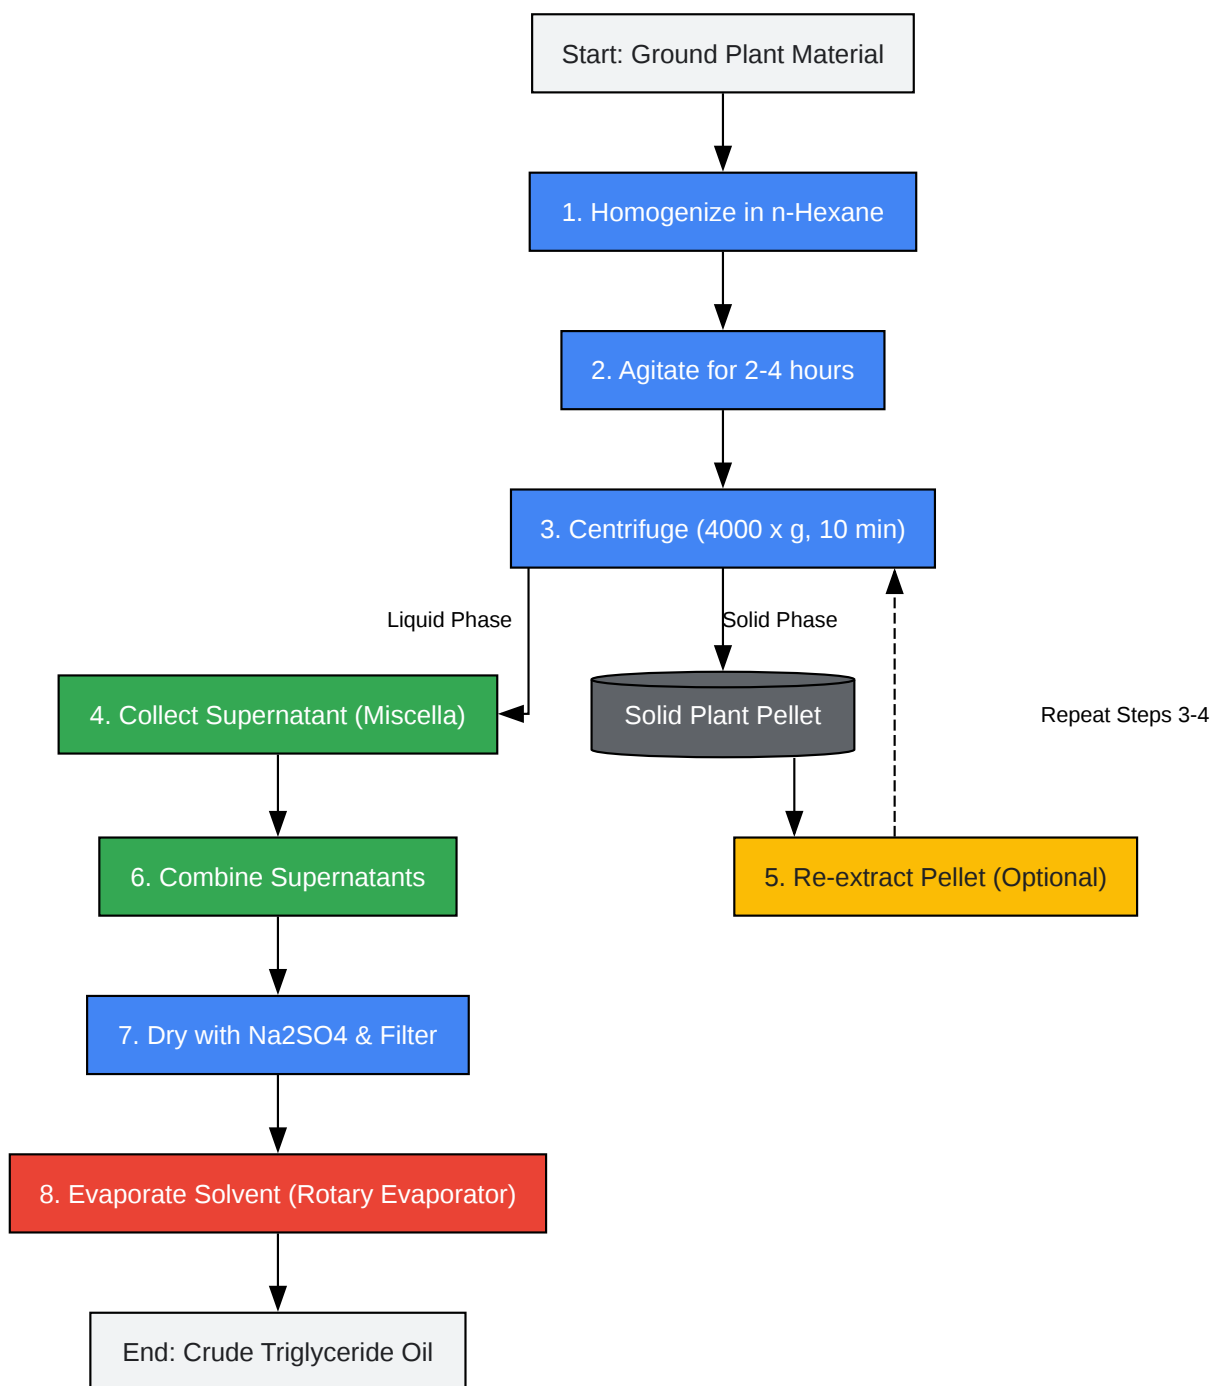 Start: Ground Plant Material
1. Homogenize in n-Hexane
2. Agitate for 2-4 hours
3. Centrifuge (4000 x g, 10 min)
Liquid Phase
Solid Phase
4. Collect Supernatant (Miscella)
Solid Plant Pellet
Repeat Steps 3-4
6. Combine Supernatants
5. Re-extract Pellet (Optional)
7. Dry with Na2SO4 & Filter
8. Evaporate Solvent (Rotary Evaporator)
End: Crude Triglyceride Oil